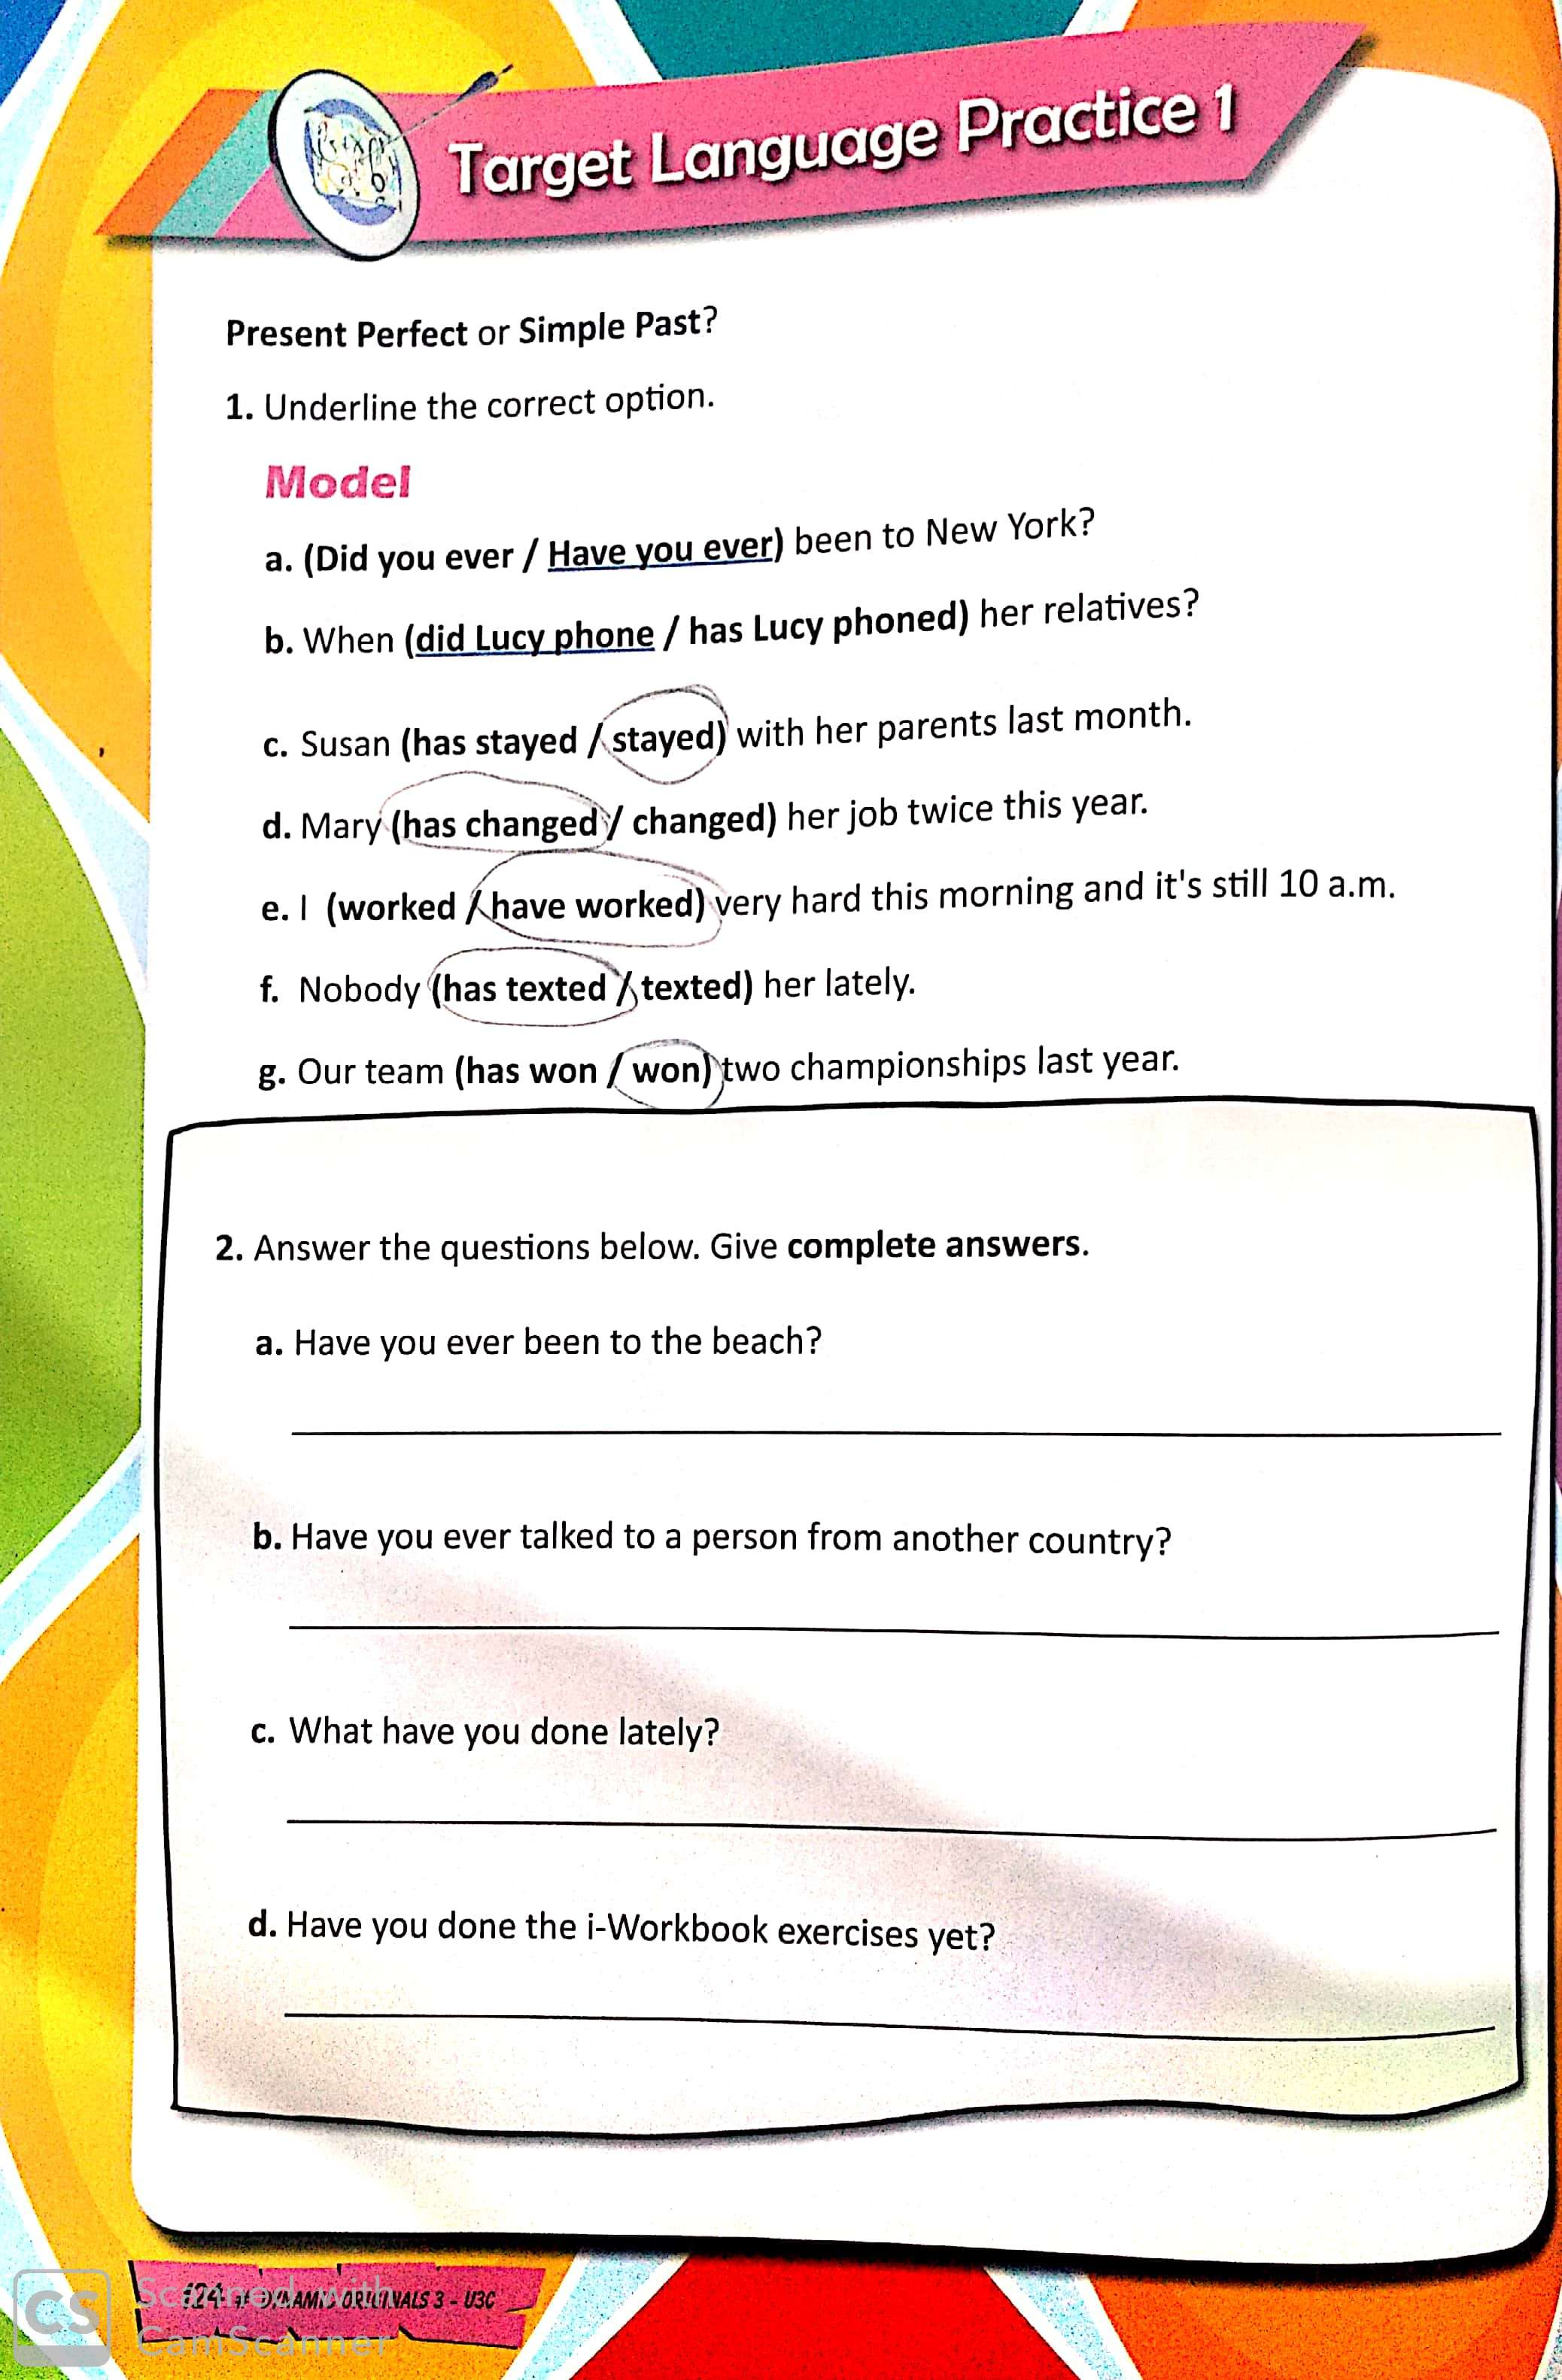 Target Language Practice 1
Present Perfect or Simple Past?
1. Underline the correct option.
Model
a. (Did you ever / Have you ever) been to New York?
b. When (did Lucy phone / has Lucy phoned) her relatives?
c. Susan (has stayed / stayed) with her parents last month.
d. Mary (has changed / changed) her job twice this year.
e. I (worked / have worked) very hard this morning and it's still 10 a.m.
f. Nobody (has texted / texted) her lately.
g. Our team (has won / won) two championships last year.
2. Answer the questions below. Give complete answers.
a. Have you ever been to the beach?
b. Have you ever talked to a person from another country?
c. What have you done lately?
d. Have you done the i-Workbook exercises yet?
ORIGINALS 3 - U3C
CS
Scanned with
CamScanner